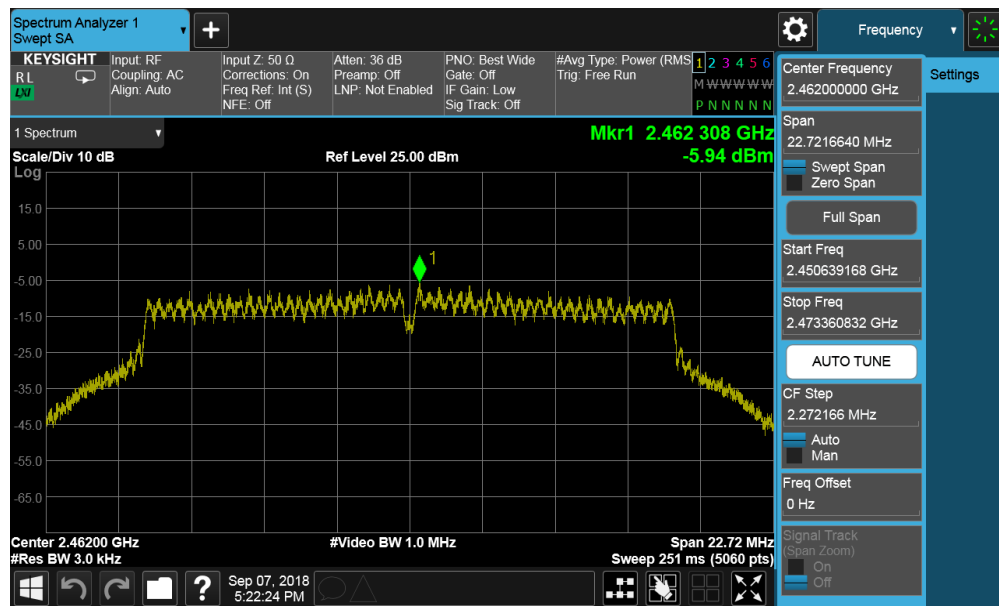 Spectrum Analyzer 1
Swept SA
+
Frequency
KEYSIGHT
R L
LXI
Input: RF
Coupling: AC
Align: Auto
Input Z: 50 Ω
Corrections: On
Freq Ref: Int (S)
NFE: Off
Atten: 36 dB
Preamp: Off
LNP: Not Enabled
PNO: Best Wide
Gate: Off
IF Gain: Low
Sig Track: Off
#Avg Type: Power (RMS
Trig: Free Run
1 2 3 4 5 6
M W W W W W
P N N N N N
1 Spectrum
Mkr1 2.462 308 GHz
Scale/Div 10 dB
Ref Level 25.00 dBm
-5.94 dBm
Log
15.0
5.00
-5.00
-15.0
-25.0
-35.0
-45.0
-55.0
-65.0
1
Center 2.46200 GHz
#Video BW 1.0 MHz
Span 22.72 MHz
#Res BW 3.0 kHz
Sweep 251 ms (5060 pts)
Center Frequency
2.462000000 GHz
Settings
Span
22.7216640 MHz
Swept Span
Zero Span
Full Span
Start Freq
2.450639168 GHz
Stop Freq
2.473360832 GHz
AUTO TUNE
CF Step
2.272166 MHz
Auto
Man
Freq Offset
0 Hz
Signal Track
(Span Zoom)
On
Off
?
Sep 07, 2018
5:22:24 PM